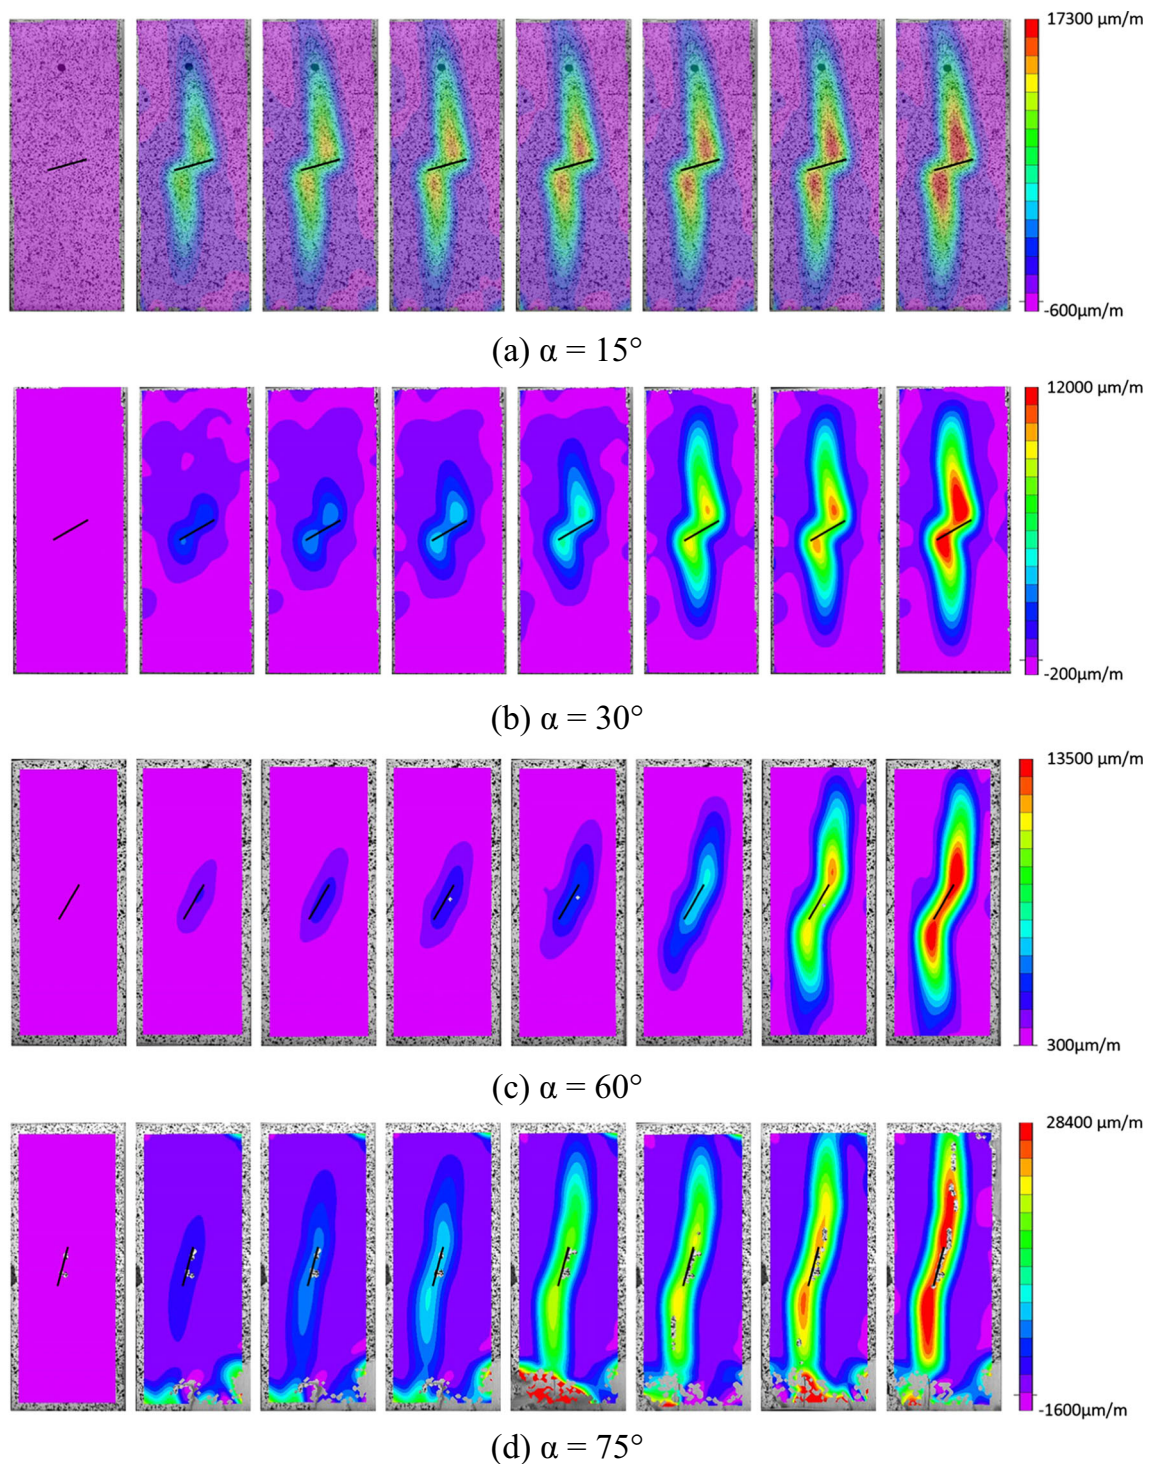 17300 μm/m
-600μm/m
(a) α = 15°
12000 μm/m
-200μm/m
(b) α = 30°
13500 μm/m
300μm/m
(c) α = 60°
28400 μm/m
-1600μm/m
(d) α = 75°